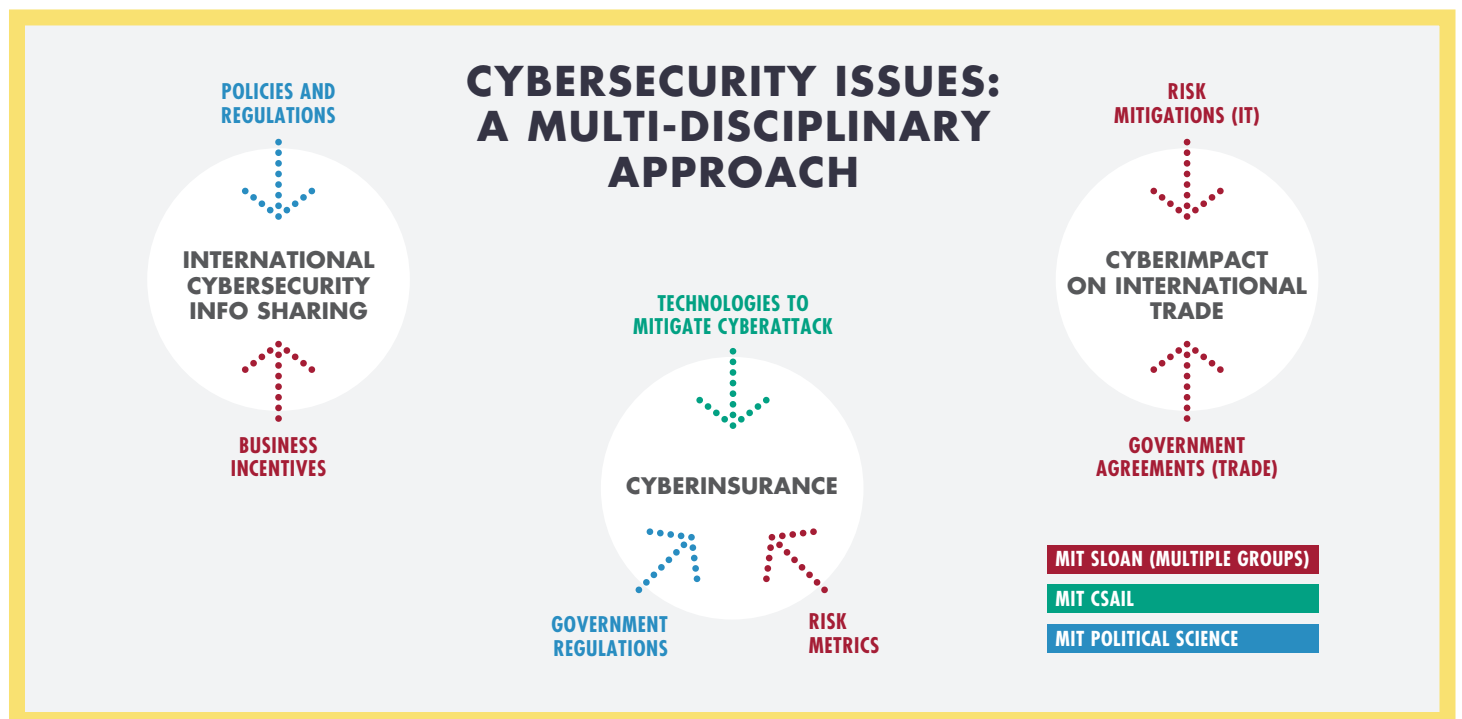 CYBERSECURITY ISSUES:
A MULTI-DISCIPLINARY
APPROACH
POLICIES AND
REGULATIONS
INTERNATIONAL
CYBERSECURITY
INFO SHARING
BUSINESS
INCENTIVES
TECHNOLOGIES TO
MITIGATE CYBERATTACK
CYBERINSURANCE
GOVERNMENT
REGULATIONS
RISK
METRICS
RISK
MITIGATIONS (IT)
CYBERIMPACT
ON INTERNATIONAL
TRADE
GOVERNMENT
AGREEMENTS (TRADE)
MIT SLOAN (MULTIPLE GROUPS)
MIT CSAIL
MIT POLITICAL SCIENCE